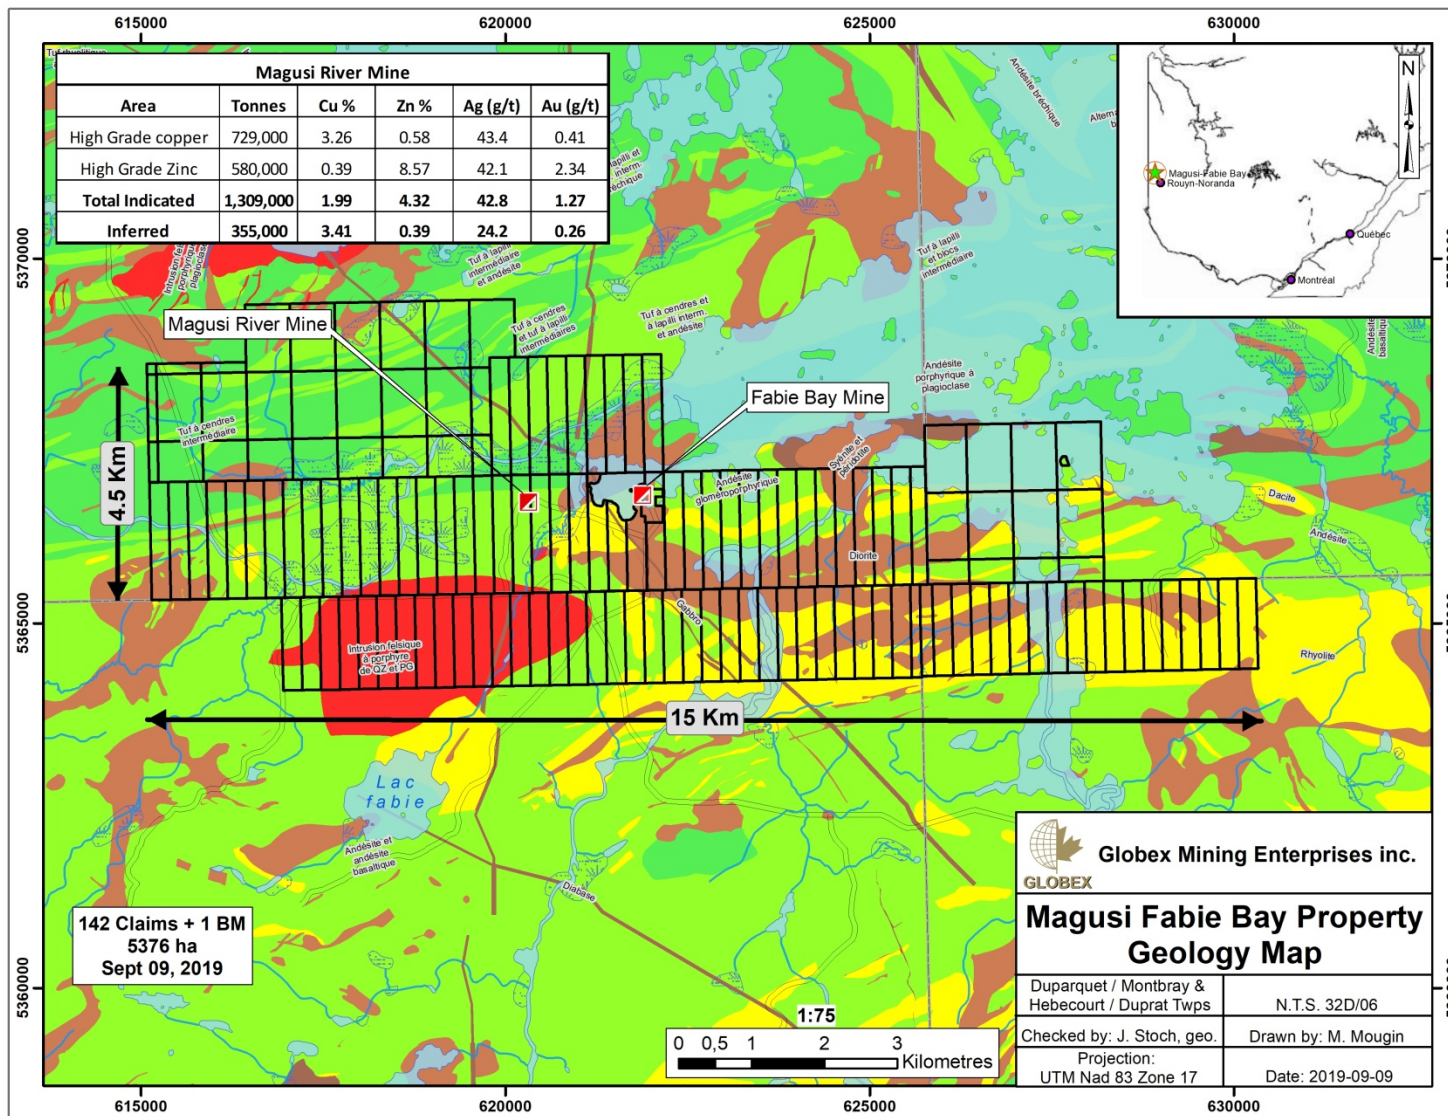 615000
620000
625000
630000
Tuf rhyolitique
Magusi River Mine
Area Tonnes Cu % Zn % Ag (g/t) Au (g/t)
High Grade copper 729,000 3.26 0.58 43.4 0.41
High Grade Zinc 580,000 0.39 8.57 42.1 2.34
Total Indicated 1,309,000 1.99 4.32 42.8 1.27
Inferred 355,000 3.41 0.39 24.2 0.26
N
Magusi-Fabie Bay
Rouyn-Noranda
Québec
Montréal
Andésite bréchique
5370000
Tuf à lapilli
intermédiaire
et andésite
Tuf à lapilli
et blocs
intermédiaire
Tuf à cendres
et tuf à lapilli
intermédiaires
Tuf à cendres et
à lapilli interm.
et andésite
Andésite
basaltique
Magusi River Mine
Fabie Bay Mine
Andésite
porphyrique à
plagioclase
Tuf à cendres
intermédiaire
4.5 Km
Syénite et
péridotite
Andésite
gloméroporphyrique
Dacite
Andésite
Diorite
5365000
Gabbro
Intrusion felsique
à porphyre
de QZ et PG
Rhyolite
15 Km
Lac
fabie
Andésite et
andésite
basaltique
Diabase
142 Claims + 1 BM
5376 ha
Sept 09, 2019
5360000
1:75
0 0,5 1 2 3
Kilometres
GLOBEX
Globex Mining Enterprises inc.
Magusi Fabie Bay Property
Geology Map
Duparquet / Montbray &
Hebecourt / Duprat Twps
N.T.S. 32D/06
Checked by: J. Stoch, geo.
Drawn by: M. Mougin
Projection:
UTM Nad 83 Zone 17
Date: 2019-09-09
615000
620000
625000
630000